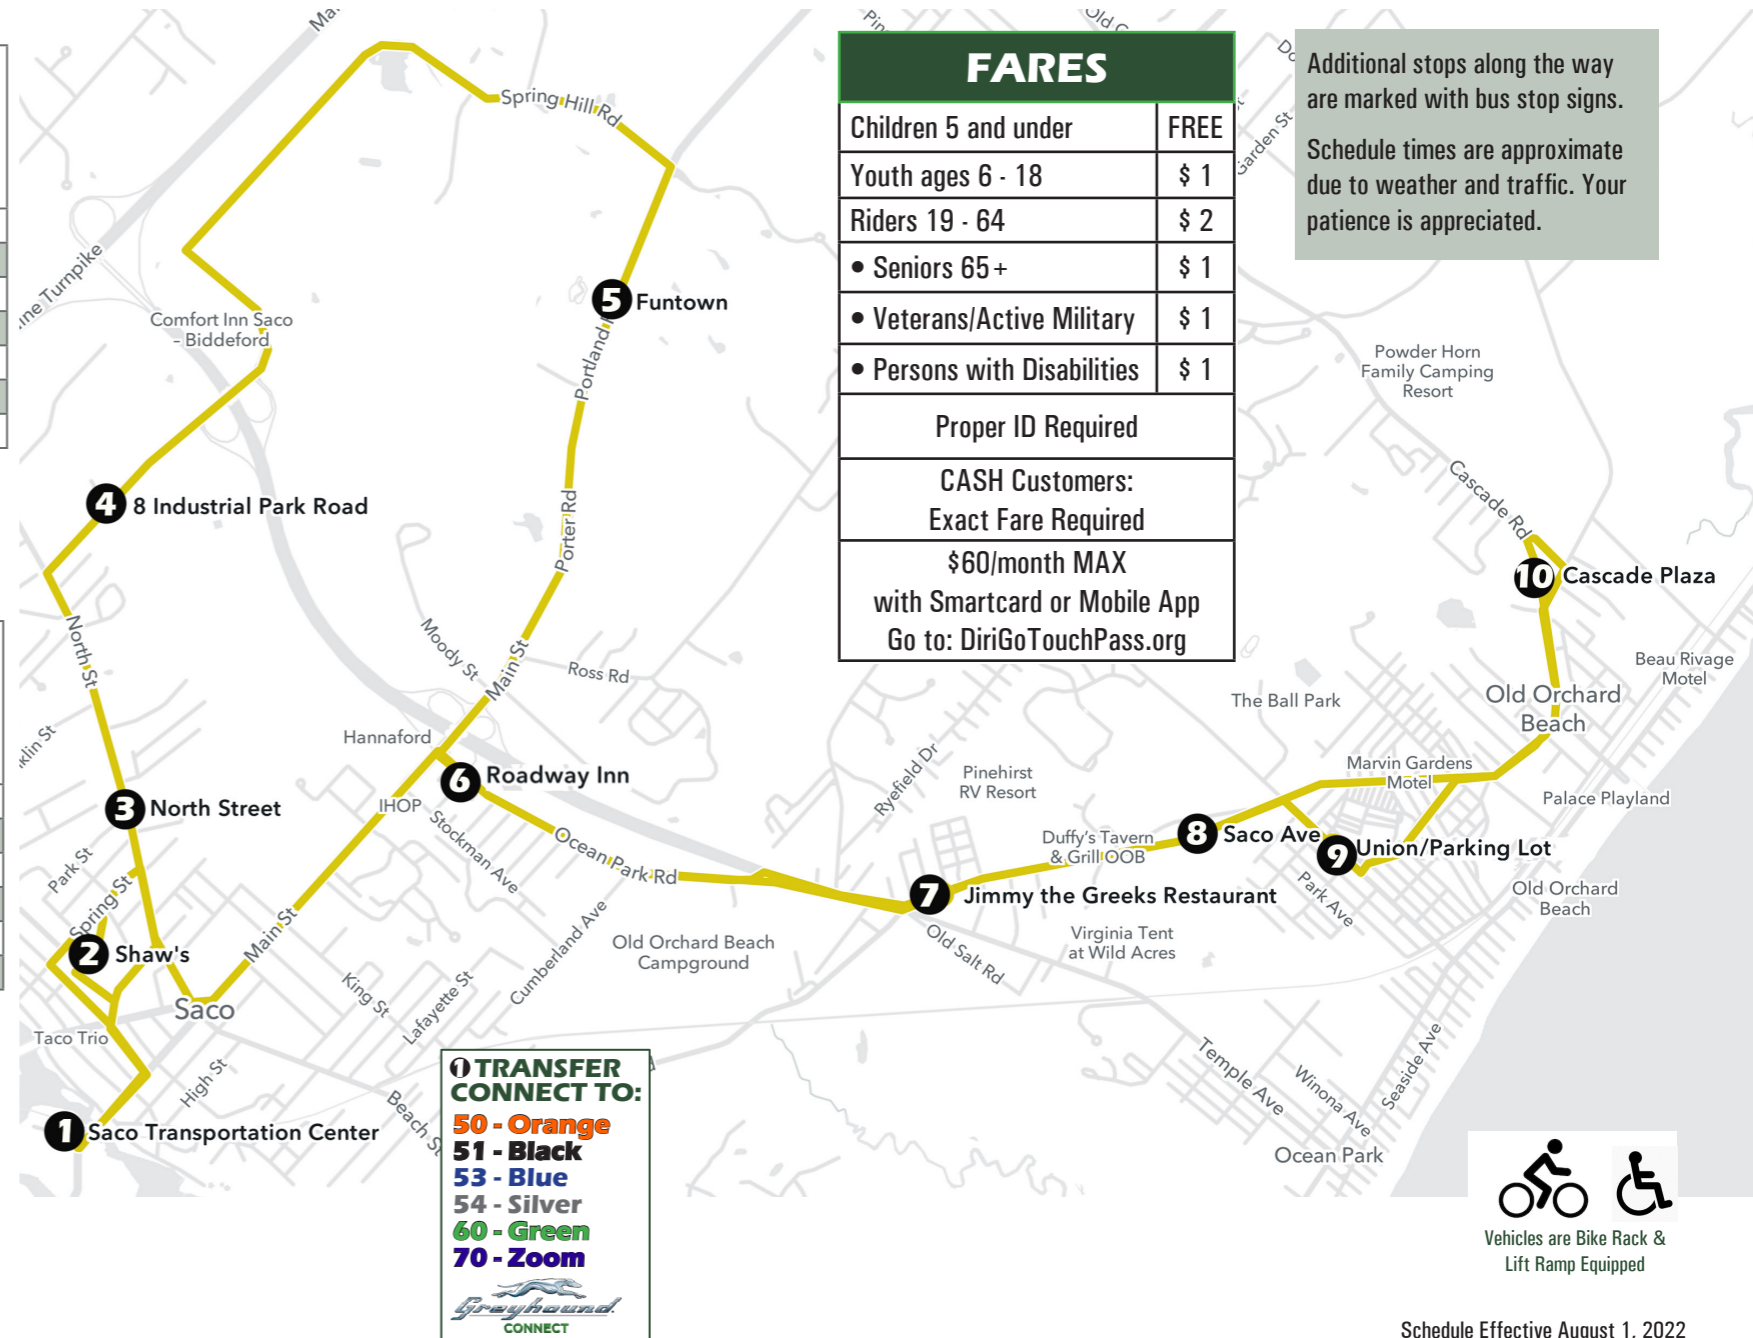 FARES
Children 5 and under FREE
Youth ages 6 - 18 $ 1
Riders 19 - 64 $ 2
• Seniors 65+ $ 1
• Veterans/Active Military $ 1
• Persons with Disabilities $ 1
Proper ID Required
CASH Customers:
Exact Fare Required
$60/month MAX
with Smartcard or Mobile App
Go to: DiriGoTouchPass.org
Additional stops along the way
are marked with bus stop signs.
Schedule times are approximate
due to weather and traffic. Your
patience is appreciated.
Spring Hill Rd
Garden St
Turnpike
Comfort Inn Saco
- Biddeford
5 Funtown
Portland
Powder Horn
Family Camping
Resort
4 8 Industrial Park Road
Porter Rd
Cascade Rd
10 Cascade Plaza
North St
Moody St
Main St
Ross Rd
Beau Rivage
Motel
The Ball Park
Old Orchard
Beach
Hannaford
6 Roadway Inn
Ryefield Dr
Pinehirst
RV Resort
Marvin Gardens
Motel
Palace Playland
3 North Street
IHOP
Stockman Ave
Ocean Park Rd
Duffy's Tavern
& Grill OOB
8 Saco Ave
9 Union/Parking Lot
Park St
Spring St
7 Jimmy the Greeks Restaurant
Park Ave
Old Orchard
Beach
2 Shaw's
Main St
Cumberland Ave
Old Orchard Beach
Campground
Old Salt Rd
Virginia Tent
at Wild Acres
King St
Lafayette St
Saco
Taco Trio
High St
Beach St
Temple Ave
Winona Ave
Seaside Ave
Ocean Park
1 Saco Transportation Center
1 TRANSFER
CONNECT TO:
50 - Orange
51 - Black
53 - Blue
54 - Silver
60 - Green
70 - Zoom
Greyhound
CONNECT
Vehicles are Bike Rack &
Lift Ramp Equipped
Schedule Effective August 1, 2022